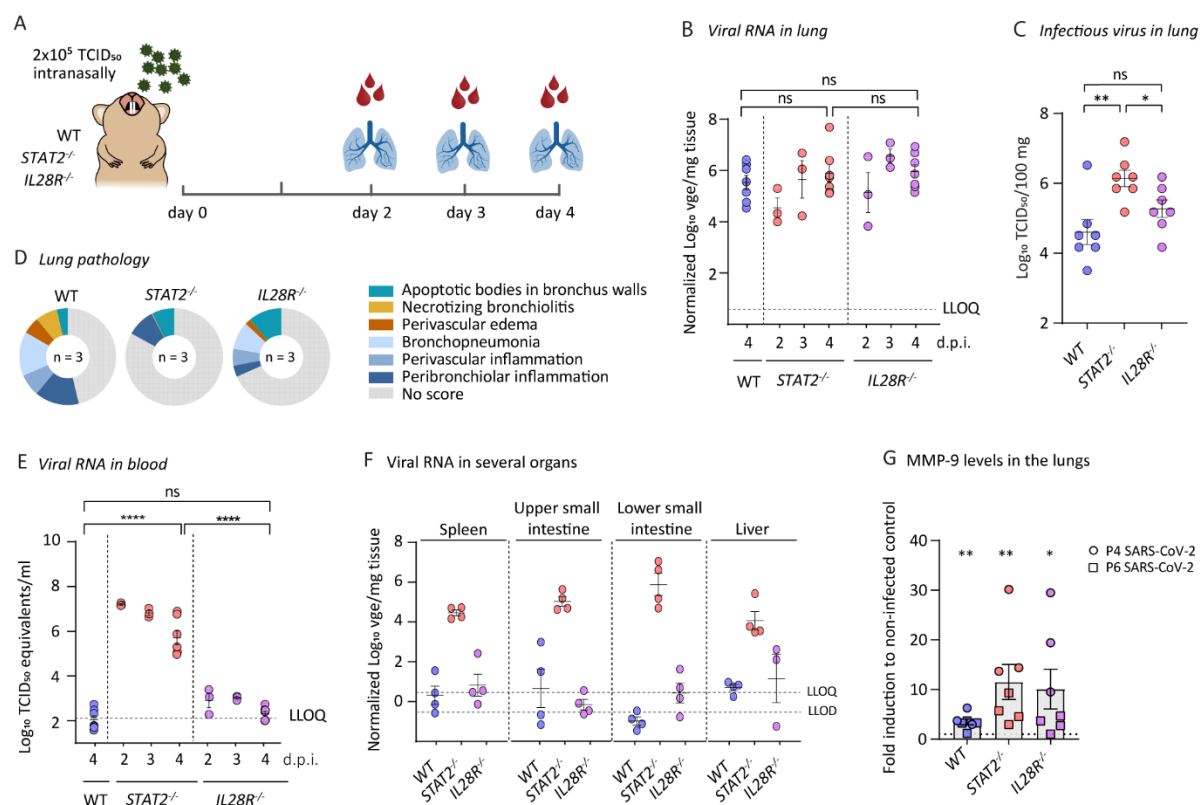 A
2x10⁵ TCID₅₀
intranasally
WT
STAT2⁻/⁻
IL28R⁻/⁻
day 0
day 2
day 3
day 4
B Viral RNA in lung
ns
ns
ns
Normalized Log₁₀ vge/mg tissue
8
6
4
2
LLOQ
4 2 3 4 2 3 4 d.p.i.
WT STAT2⁻/⁻ IL28R⁻/⁻
C Infectious virus in lung
ns
** *
Log₁₀ TCID₅₀/100 mg
8
6
4
2
WT STAT2⁻/⁻ IL28R⁻/⁻
D Lung pathology
WT STAT2⁻/⁻ IL28R⁻/⁻
n = 3 n = 3 n = 3
Apoptotic bodies in bronchus walls
Necrotizing bronchiolitis
Perivascular edema
Bronchopneumonia
Perivascular inflammation
Peribronchiolar inflammation
No score
E Viral RNA in blood
ns
**** ****
Log₁₀ TCID₅₀ equivalents/ml
10
8
6
4
2
LLOQ
4 2 3 4 2 3 4 d.p.i.
WT STAT2⁻/⁻ IL28R⁻/⁻
F Viral RNA in several organs
Spleen
Upper small
intestine
Lower small
intestine
Liver
Normalized Log₁₀ vge/mg tissue
8
6
4
2
0
LLOQ
LLOD
WT STAT2⁻/⁻ IL28R⁻/⁻ WT STAT2⁻/⁻ IL28R⁻/⁻ WT STAT2⁻/⁻ IL28R⁻/⁻ WT STAT2⁻/⁻ IL28R⁻/⁻
G MMP-9 levels in the lungs
Fold induction to non-infected control
40
30
20
10
0
** ** *
P4 SARS-CoV-2
P6 SARS-CoV-2
WT STAT2⁻/⁻ IL28R⁻/⁻